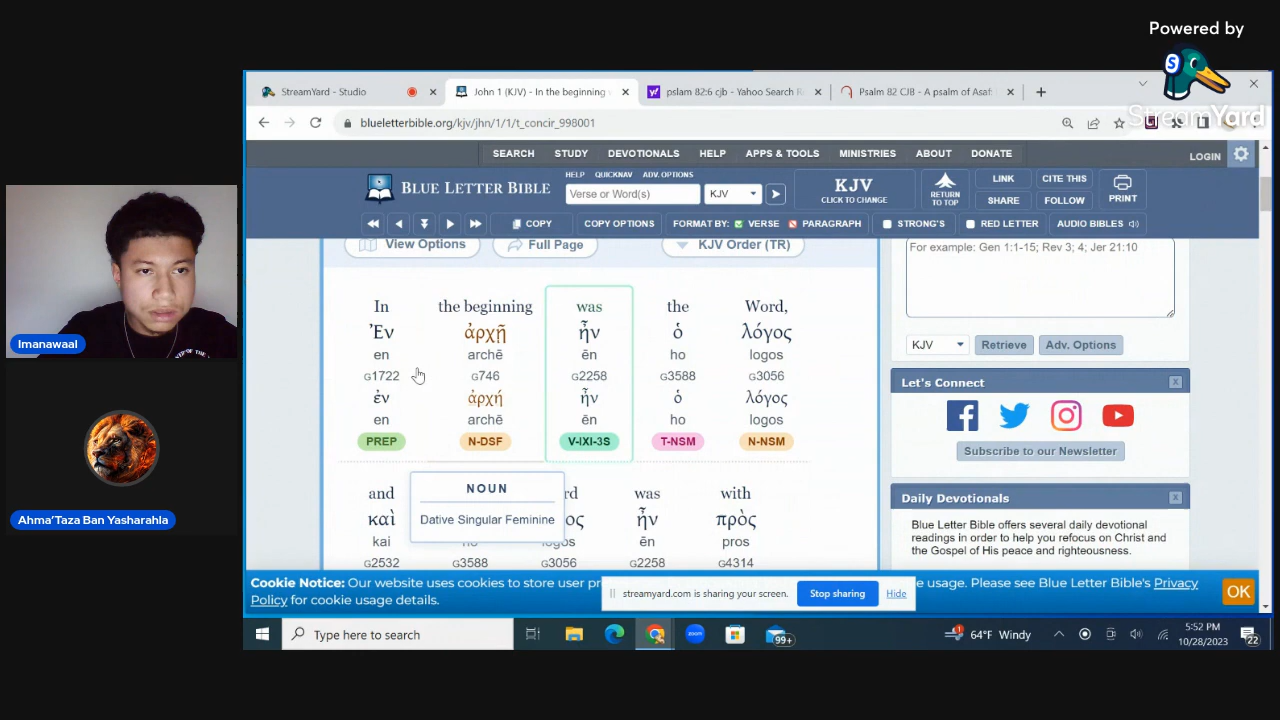 Powered by
StreamYard
StreamYard - Studio
John 1 (KJV) - In the beginning
pslam 82:6 cjb - Yahoo Search R
Psalm 82 CJB - A psalm of Asaf
blueletterbible.org/kjv/jhn/1/1/t_concir_998001
SEARCH STUDY DEVOTIONALS HELP APPS & TOOLS MINISTRIES ABOUT DONATE LOGIN
BLUE LETTER BIBLE
HELP QUICKNAV ADV. OPTIONS
Verse or Word(s) KJV
KJV
CLICK TO CHANGE
RETURN
TO TOP
LINK CITE THIS
SHARE FOLLOW
PRINT
COPY COPY OPTIONS FORMAT BY: VERSE PARAGRAPH STRONG'S RED LETTER AUDIO BIBLES
View Options Full Page KJV Order (TR)
In the beginning was the Word,
Ἐν ἀρχῇ ἦν ὁ λόγος
en archē ēn ho logos
G1722 G746 G2258 G3588 G3056
ἐν ἀρχή ἦν ὁ λόγος
en archē ēn ho logos
PREP N-DSF V-IXI-3S T-NSM N-NSM
NOUN
Dative Singular Feminine
and rd was with
καὶ ος ἦν πρὸς
kai ho logos ēn pros
G2532 G3588 G3056 G2258 G4314
For example: Gen 1:1-15; Rev 3; 4; Jer 21:10
KJV Retrieve Adv. Options
Let's Connect x
Subscribe to our Newsletter
Daily Devotionals x
Blue Letter Bible offers several daily devotional
readings in order to help you refocus on Christ and
the Gospel of His peace and righteousness.
Cookie Notice: Our website uses cookies to store user pr e usage. Please see Blue Letter Bible's Privacy
Policy for cookie usage details.
OK
streamyard.com is sharing your screen. Stop sharing Hide
Type here to search
zoom
99+
64°F Windy
5:52 PM
10/28/2023
22
Imanawaal
Ahma'Taza Ban Yasharahla